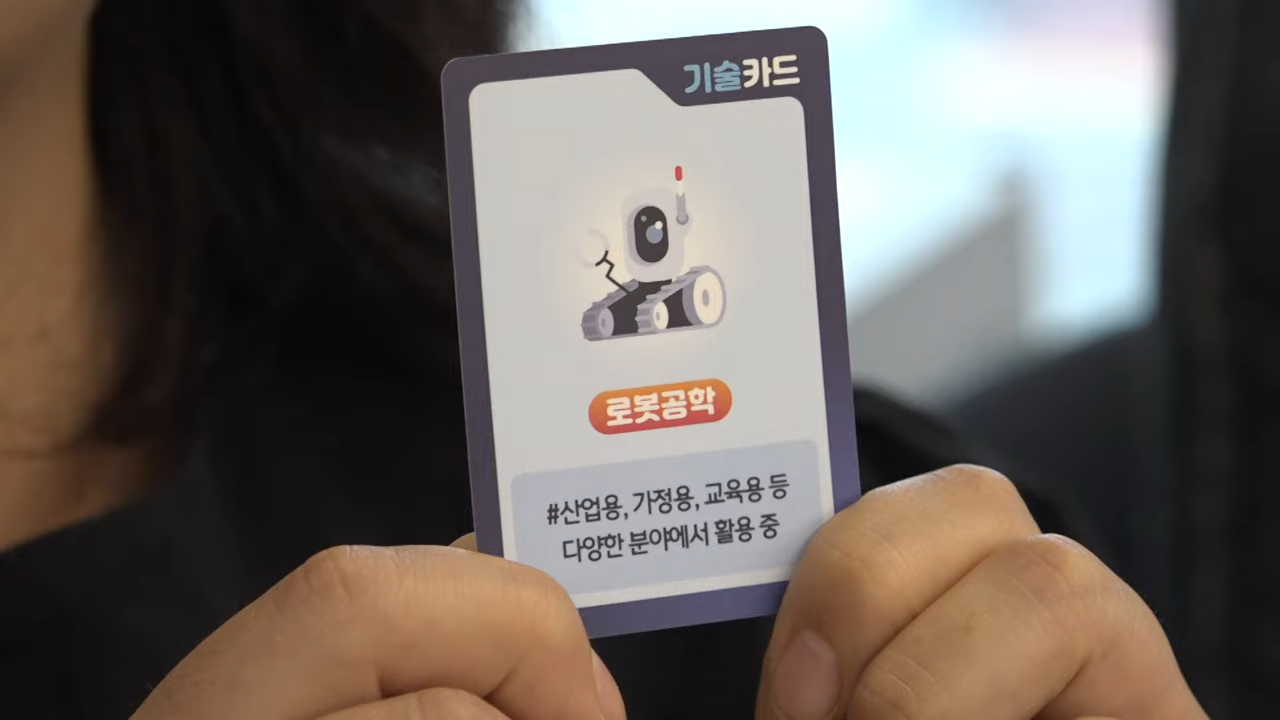 기술카드
로봇공학
#산업용, 가정용, 교육용 등
다양한 분야에서 활용 중